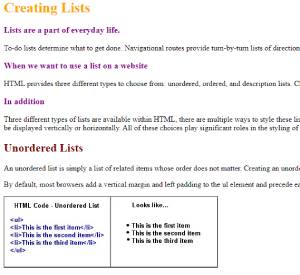 Creating Lists
Lists are a part of everyday life.
To-do lists determine what to get done. Navigational routes provide turn-by-turn lists of direction
When we want to use a list on a website
HTML provides three different types to choose from: unordered, ordered, and description lists. C
In addition
Three different types of lists are available within HTML, there are multiple ways to style these lis
be displayed vertically or horizontally. All of these choices play significant roles in the styling of
Unordered Lists
An unordered list is simply a list of related items whose order does not matter. Creating an unorde
By default, most browsers add a vertical margin and left padding to the ul element and precede ea
HTML Code - Unordered List
<ul>
<li>This is the first item</li>
<li>This is the second item</li>
<li>This is the third item</li>
</ul>
Looks like...
• This is the first item
• This is the second item
• This is the third item